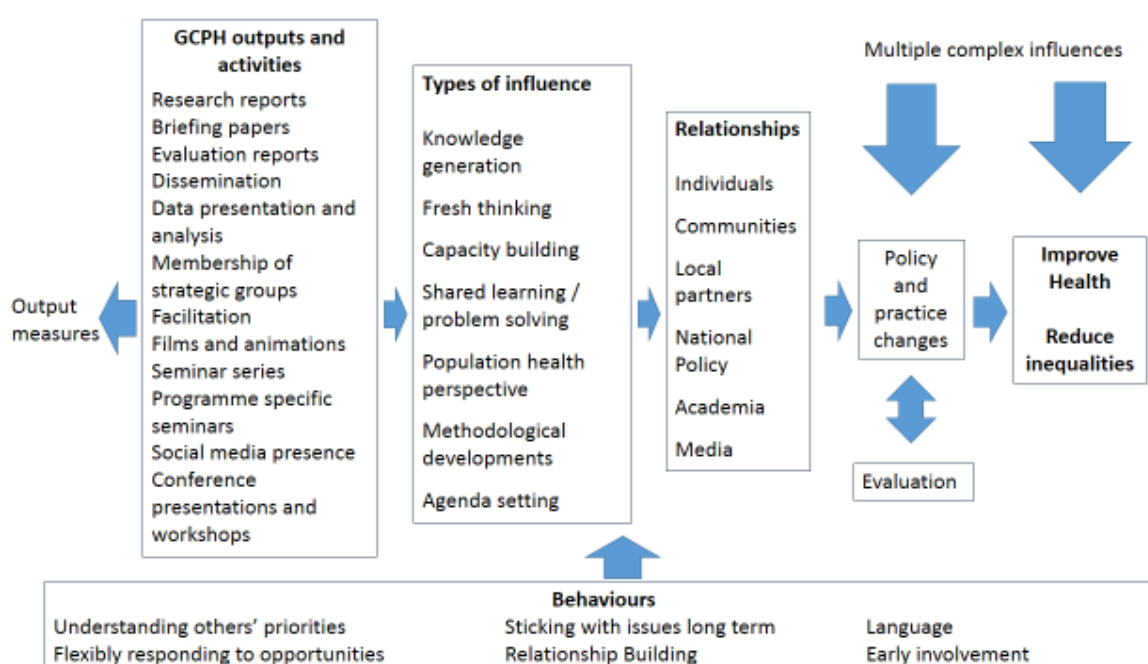 GCPH outputs and
activities
Research reports
Briefing papers
Evaluation reports
Dissemination
Data presentation and
analysis
Membership of
strategic groups
Facilitation
Films and animations
Seminar series
Programme specific
seminars
Social media presence
Conference
presentations and
workshops
Output
measures
Types of influence
Knowledge
generation
Fresh thinking
Capacity building
Shared learning /
problem solving
Population health
perspective
Methodological
developments
Agenda setting
Relationships
Individuals
Communities
Local
partners
National
Policy
Academia
Media
Multiple complex influences
Policy
and
practice
changes
Evaluation
Improve
Health
Reduce
inequalities
Behaviours
Understanding others’ priorities
Sticking with issues long term
Language
Flexibly responding to opportunities
Relationship Building
Early involvement